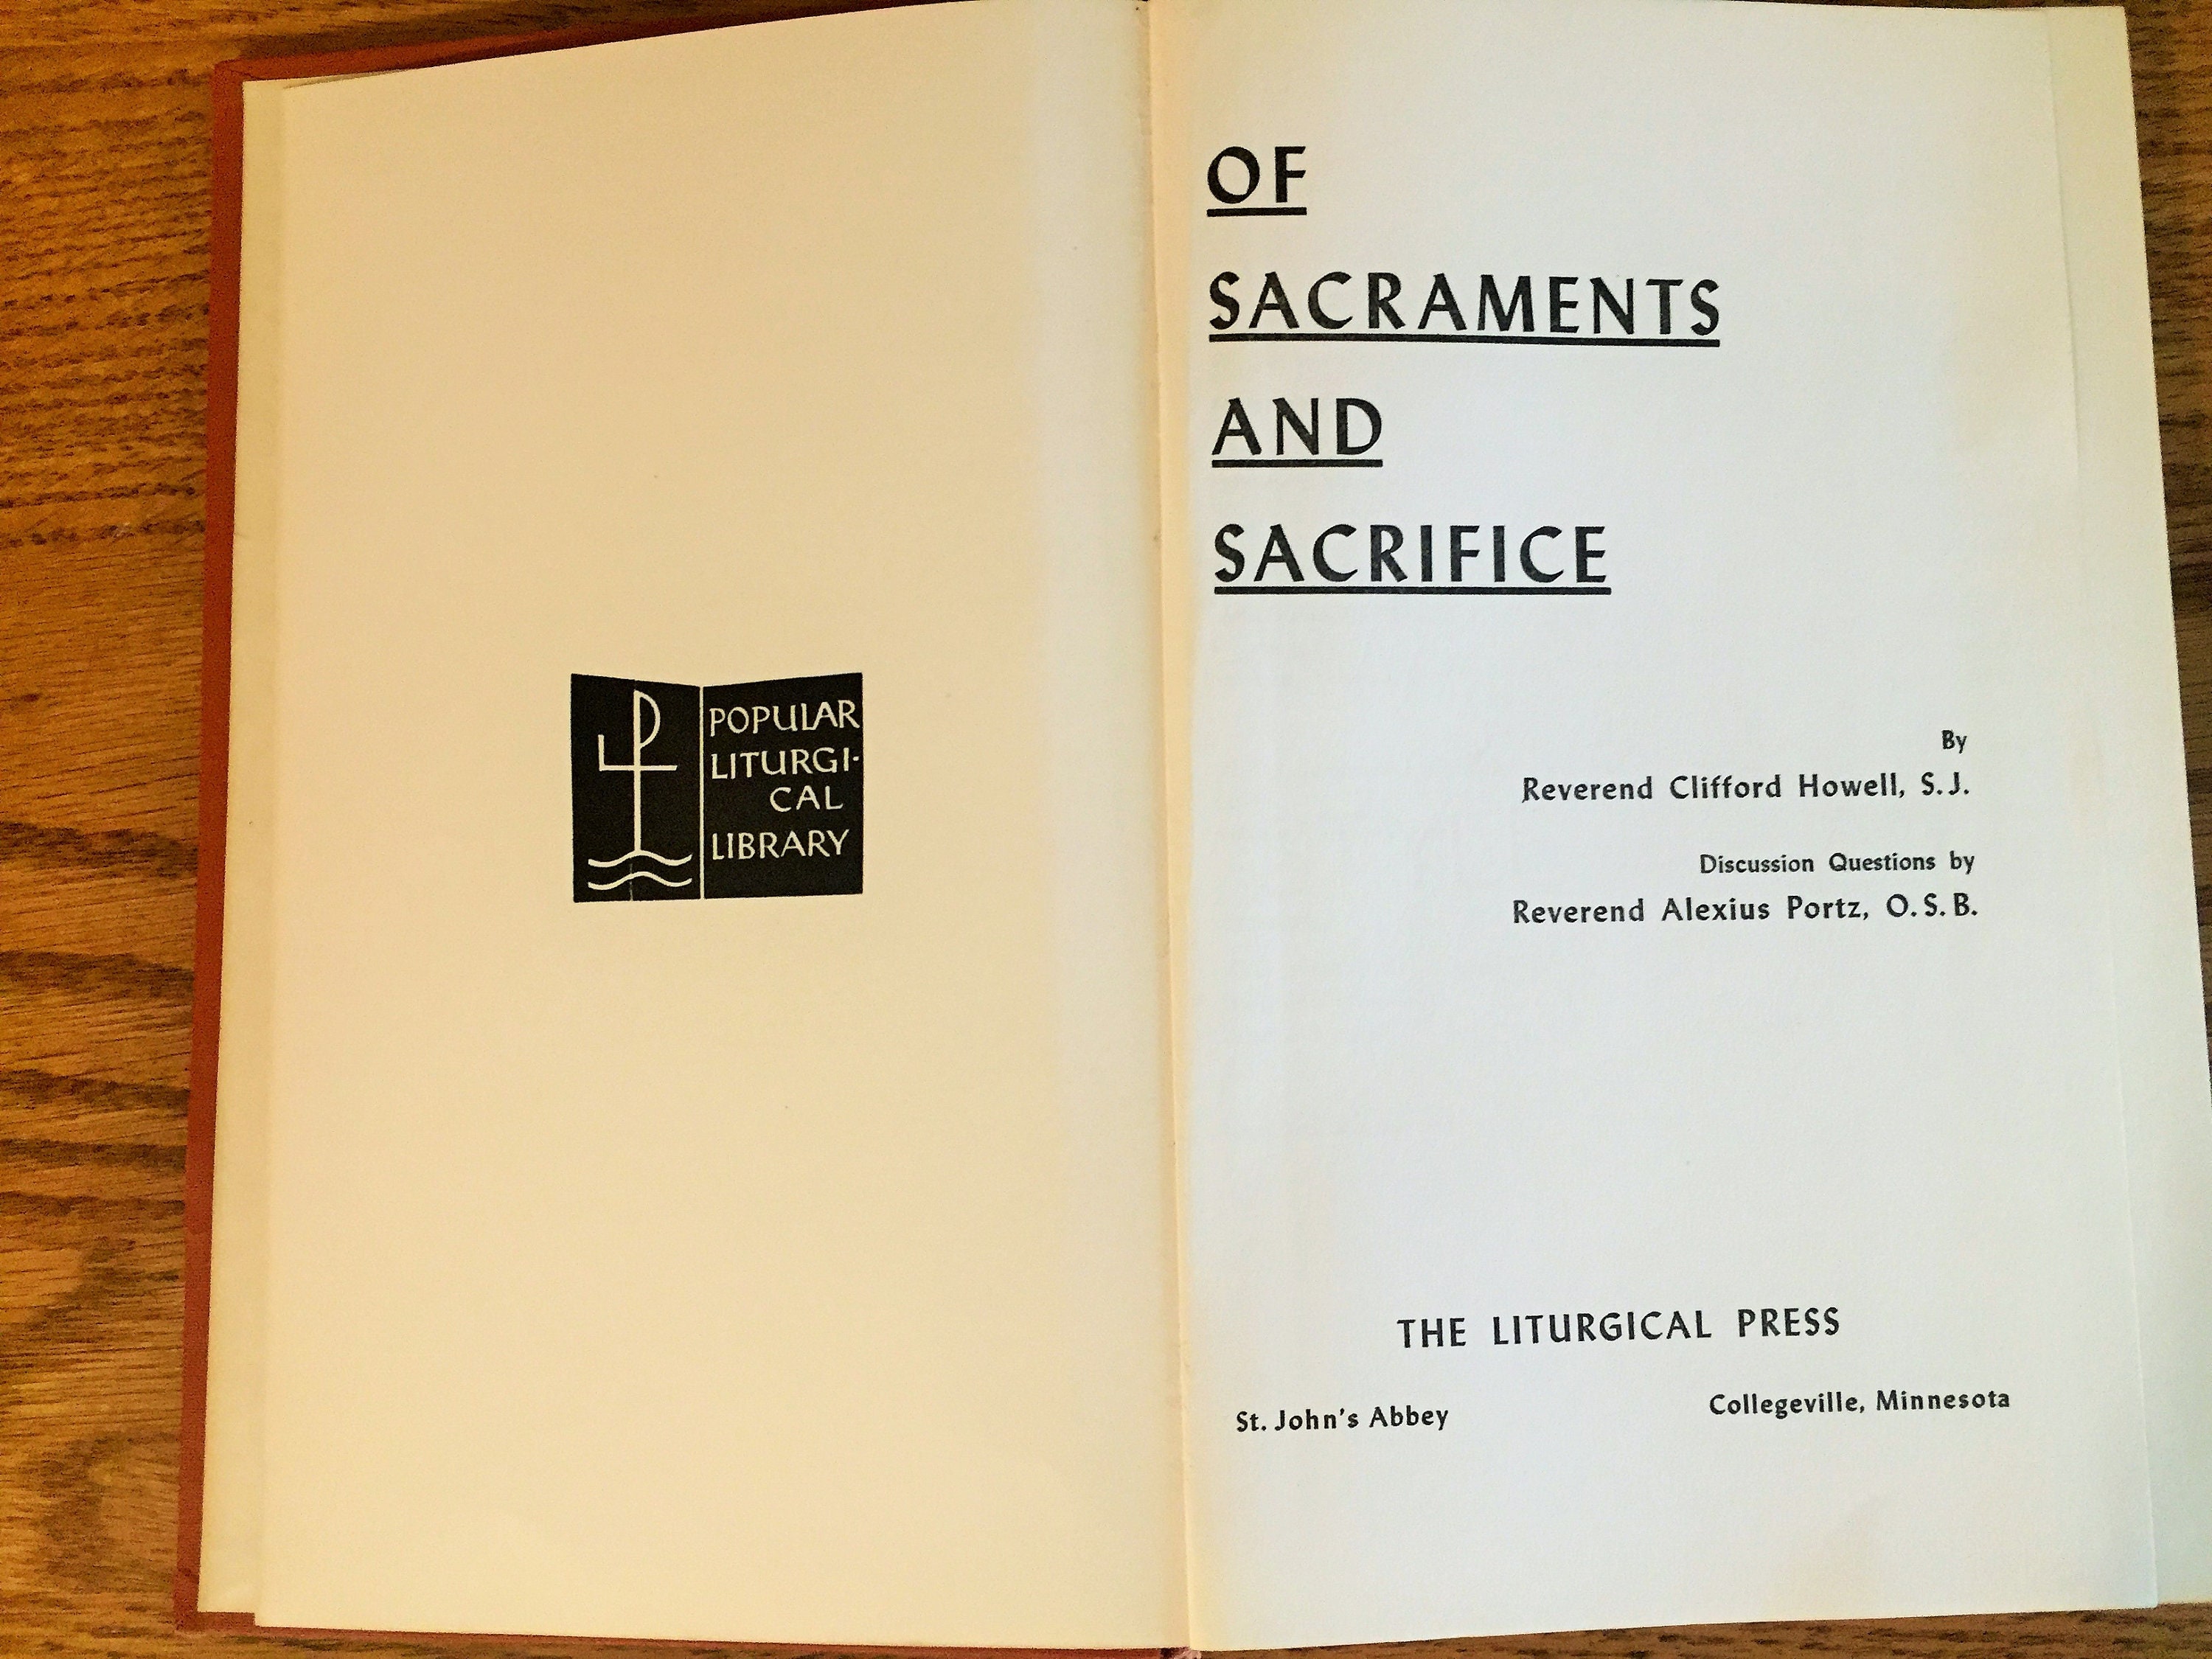 POPULAR
LITURGI-
CAL
LIBRARY
OF
SACRAMENTS
AND
SACRIFICE
By
Reverend Clifford Howell, S.J.
Discussion Questions by
Reverend Alexius Portz, O.S.B.
THE LITURGICAL PRESS
St. John's Abbey Collegeville, Minnesota